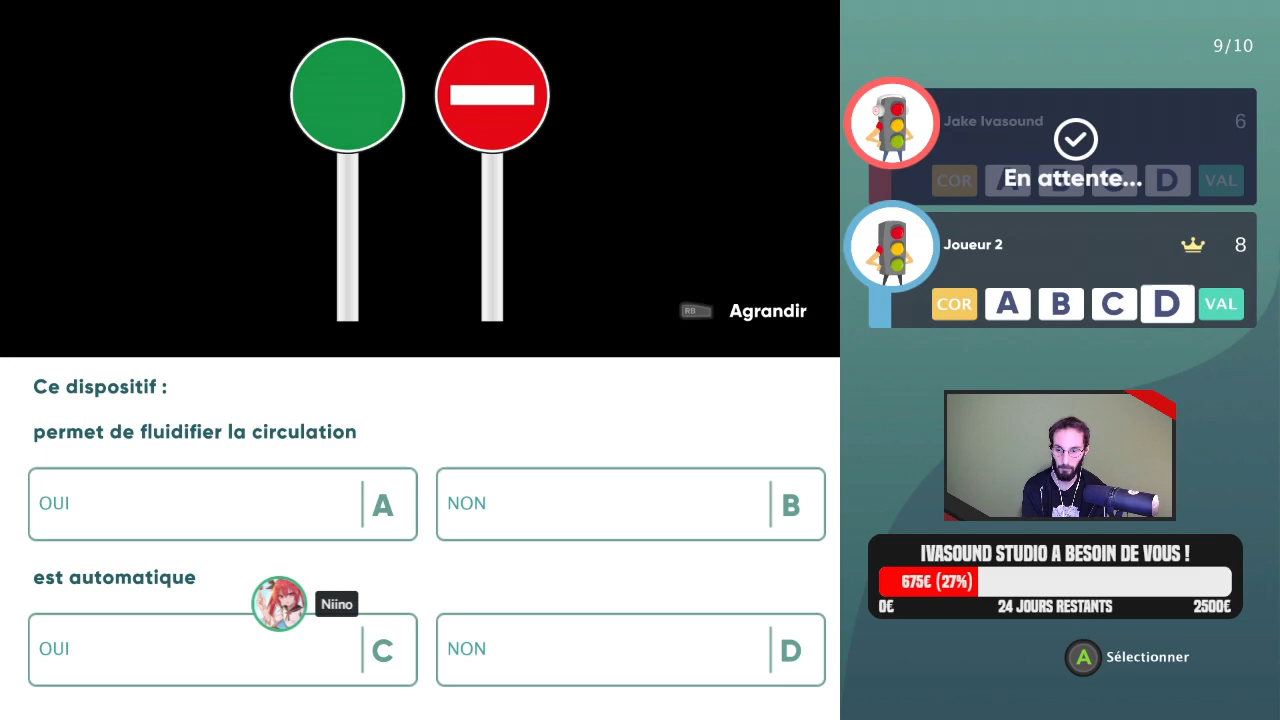 9/10
Jake Ivasound
6
En attente...
COR A B C D VAL
Joueur 2
8
COR A B C D VAL
RB Agrandir
Ce dispositif :
permet de fluidifier la circulation
OUI A
NON B
est automatique
Niino
OUI C
NON D
IVASOUND STUDIO A BESOIN DE VOUS !
675€ (27%)
0€ 24 JOURS RESTANTS 2500€
A Sélectionner